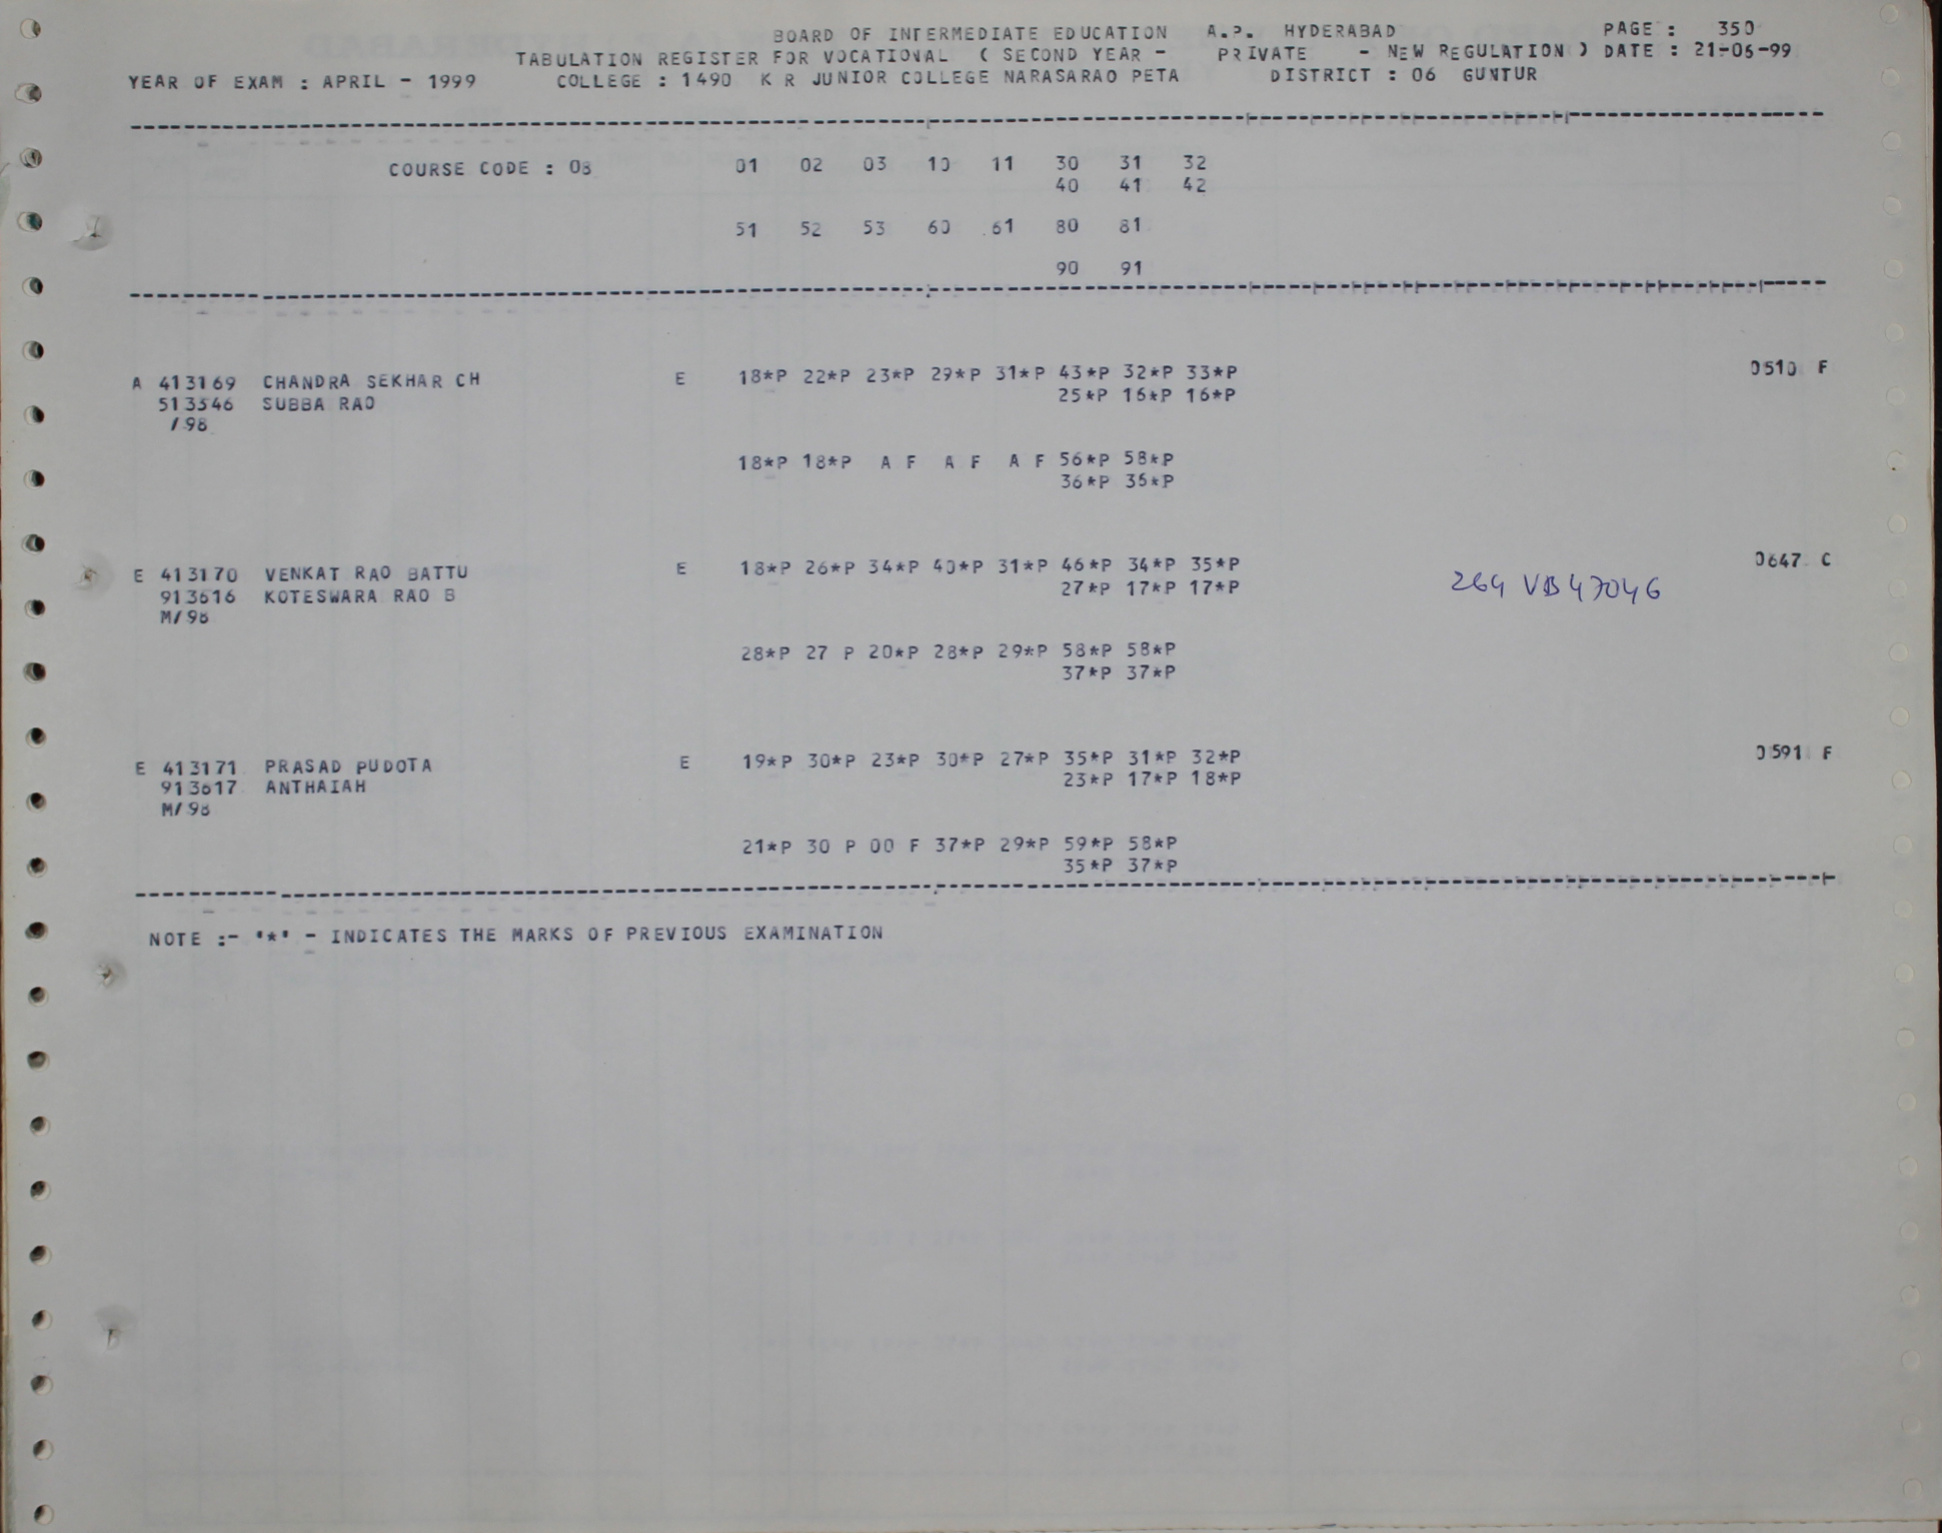 BOARD OF INTERMEDIATE EDUCATION A.P. HYDERABAD PAGE : 350
TABULATION REGISTER FOR VOCATIONAL ( SECOND YEAR - PRIVATE - NEW REGULATION ) DATE : 21-06-99
YEAR OF EXAM : APRIL - 1999 COLLEGE : 1490 K R JUNIOR COLLEGE NARASARAO PETA DISTRICT : 06 GUNTUR
COURSE CODE : 08 01 02 03 10 11 30 31 32
40 41 42
51 52 53 60 61 80 81
90 91
A 413169 CHANDRA SEKHAR CH E 18*P 22*P 23*P 29*P 31*P 43*P 32*P 33*P 0510 F
513546 SUBBA RAO 25*P 16*P 16*P
/98
18*P 18*P A F A F A F 56*P 58*P
36*P 35*P
E 413170 VENKAT RAO BATTU E 18*P 26*P 34*P 40*P 31*P 46*P 34*P 35*P 0647 C
913616 KOTESWARA RAO B 27*P 17*P 17*P 264 VB47046
M/98
28*P 27 P 20*P 28*P 29*P 58*P 58*P
37*P 37*P
E 413171 PRASAD PUDOTA E 19*P 30*P 23*P 30*P 27*P 35*P 31*P 32*P 0591 F
913617 ANTHAIAH 23*P 17*P 18*P
M/98
21*P 30 P 00 F 37*P 29*P 59*P 58*P
35*P 37*P
NOTE :- '*' - INDICATES THE MARKS OF PREVIOUS EXAMINATION